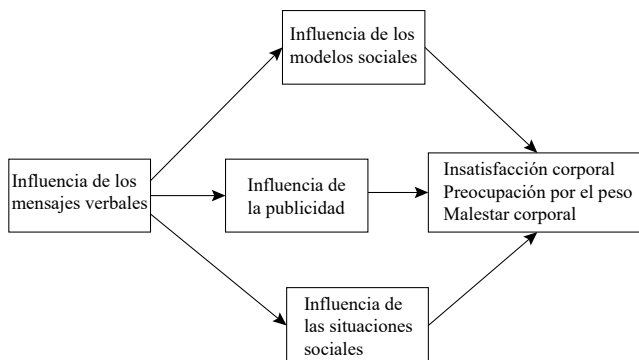 Influencia de los
modelos sociales
Influencia de los
mensajes verbales
Influencia de
la publicidad
Insatisfacción corporal
Preocupación por el peso
Malestar corporal
Influencia de
las situaciones
sociales